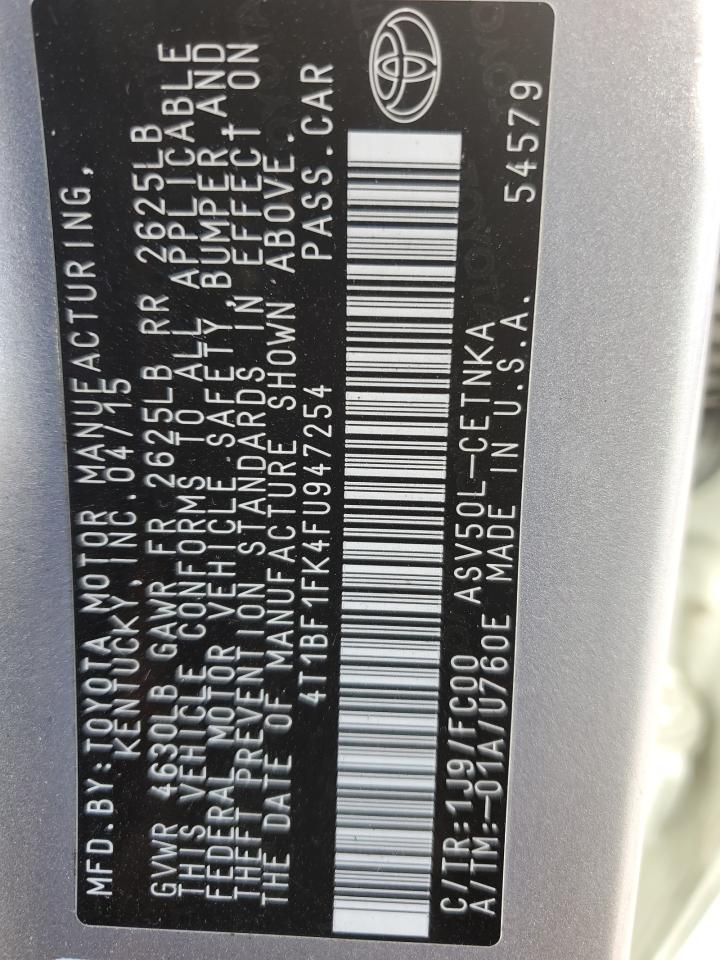 MFD.BY:TOYOTA MOTOR MANUFACTURING,
KENTUCKY, INC.04/15
GVWR 4630LB GAWR FR 2625LB RR 2625LB
THIS VEHICLE CONFORMS TO ALL APPLICABLE
FEDERAL MOTOR VEHICLE SAFETY, BUMPER AND
THEFT PREVENTION STANDARDS IN EFFECT ON
THE DATE OF MANUFACTURE SHOWN ABOVE.
4T1BF1FK4FU947254 PASS.CAR
C/TR:1J9/FC00 ASV50L-CETNKA
A/TM:-01A/U760E MADE IN U.S.A. 54579